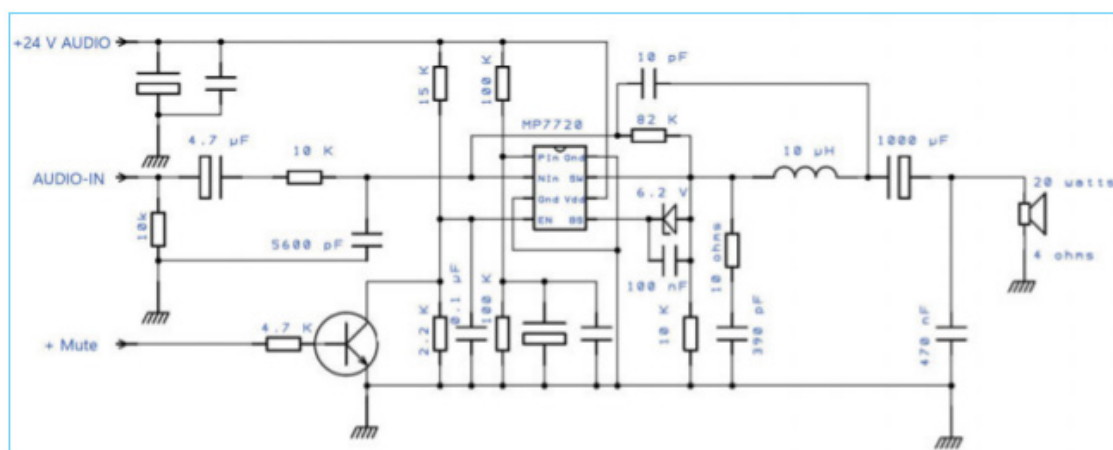 +24 V AUDIO
10 pF
15 K
100 K
MP7720
82 K
4.7 µF
10 K
10 µH
1000 µF
PIn Gnd
AUDIO-IN
NIn SW
20 watts
Gnd Vdd
6.2 V
EN BS
10k
5600 pF
4 ohms
100 nF
10 ohms
0.1 µF
+ Mute
4.7 K
2.2 K
100 K
10 K
390 pF
470 nF